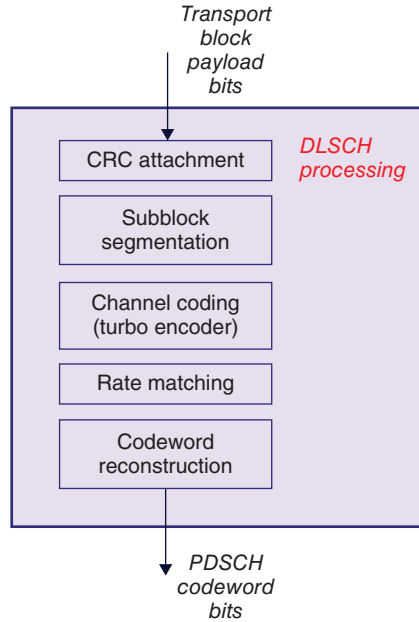 Transport
block
payload
bits
DLSCH
processing
CRC attachment
Subblock
segmentation
Channel coding
(turbo encoder)
Rate matching
Codeword
reconstruction
PDSCH
codeword
bits